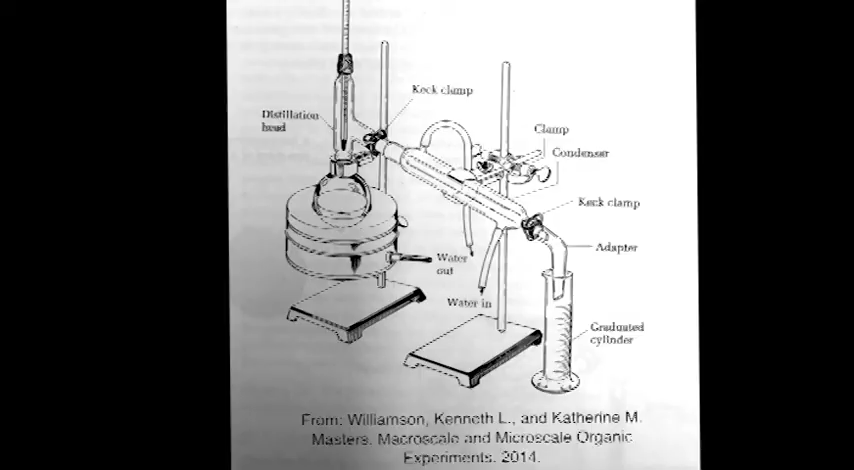 Keck clamp
Distillation
head
Clamp
Condenser
Keck clamp
Adapter
Water
out
Water in
Graduated
cylinder
From: Williamson, Kenneth L., and Katherine M.
Masters. Macroscale and Microscale Organic
Experiments. 2014.